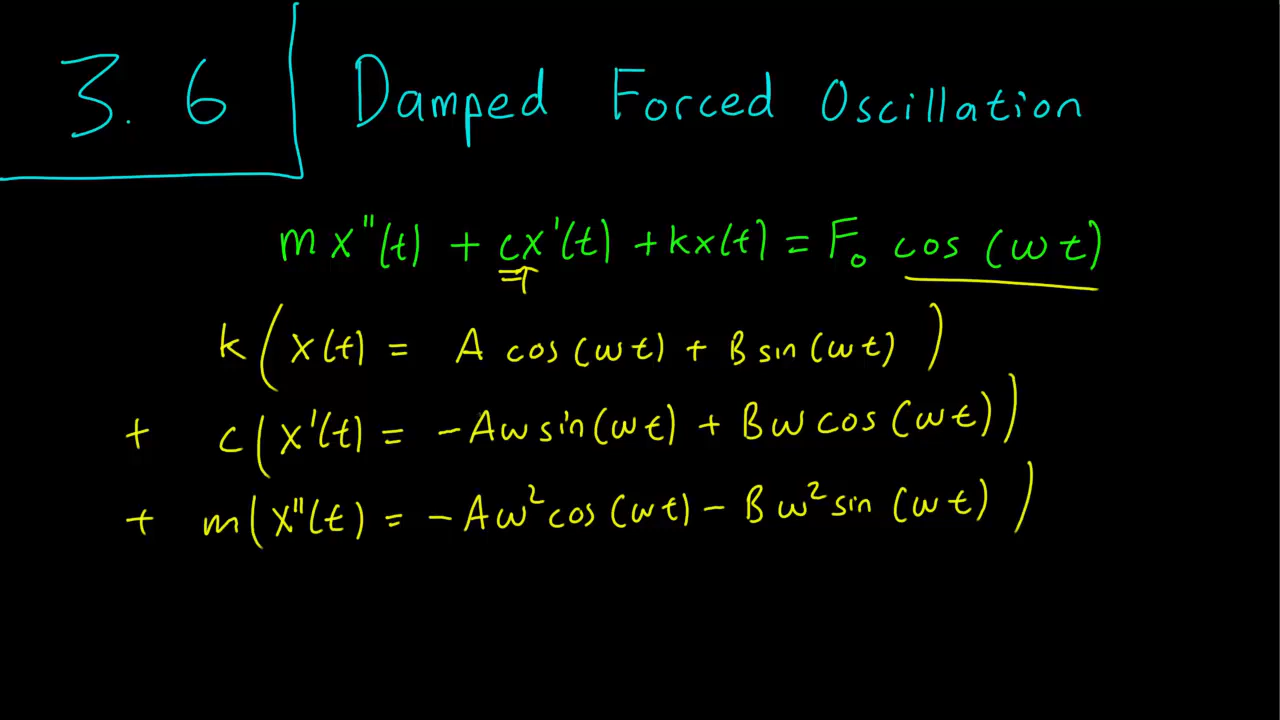 3.6 Damped Forced Oscillation
mx''(t) + cx'(t) + kx(t) = F₀ cos(ωt)
k(x(t) = A cos(ωt) + B sin(ωt))
+ c(x'(t) = -Aω sin(ωt) + Bω cos(ωt))
+ m(x''(t) = -Aω² cos(ωt) - Bω² sin(ωt))